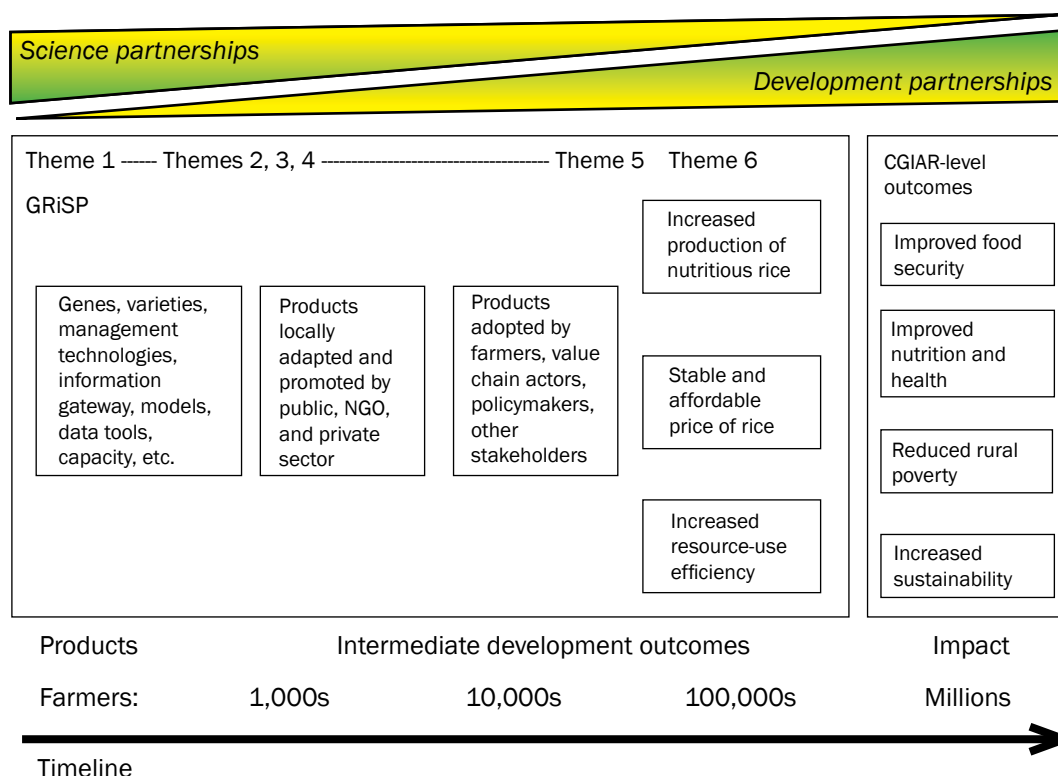 Science partnerships
Development partnerships
Theme 1 ------ Themes 2, 3, 4 -------------------------------------- Theme 5 Theme 6
GRiSP
Genes, varieties,
management
technologies,
information
gateway, models,
data tools,
capacity, etc.
Products
locally
adapted and
promoted by
public, NGO,
and private
sector
Products
adopted by
farmers, value
chain actors,
policymakers,
other
stakeholders
Increased
production of
nutritious rice
Stable and
affordable
price of rice
Increased
resource-use
efficiency
CGIAR-level
outcomes
Improved food
security
Improved
nutrition and
health
Reduced rural
poverty
Increased
sustainability
Products Intermediate development outcomes Impact
Farmers: 1,000s 10,000s 100,000s Millions
Timeline